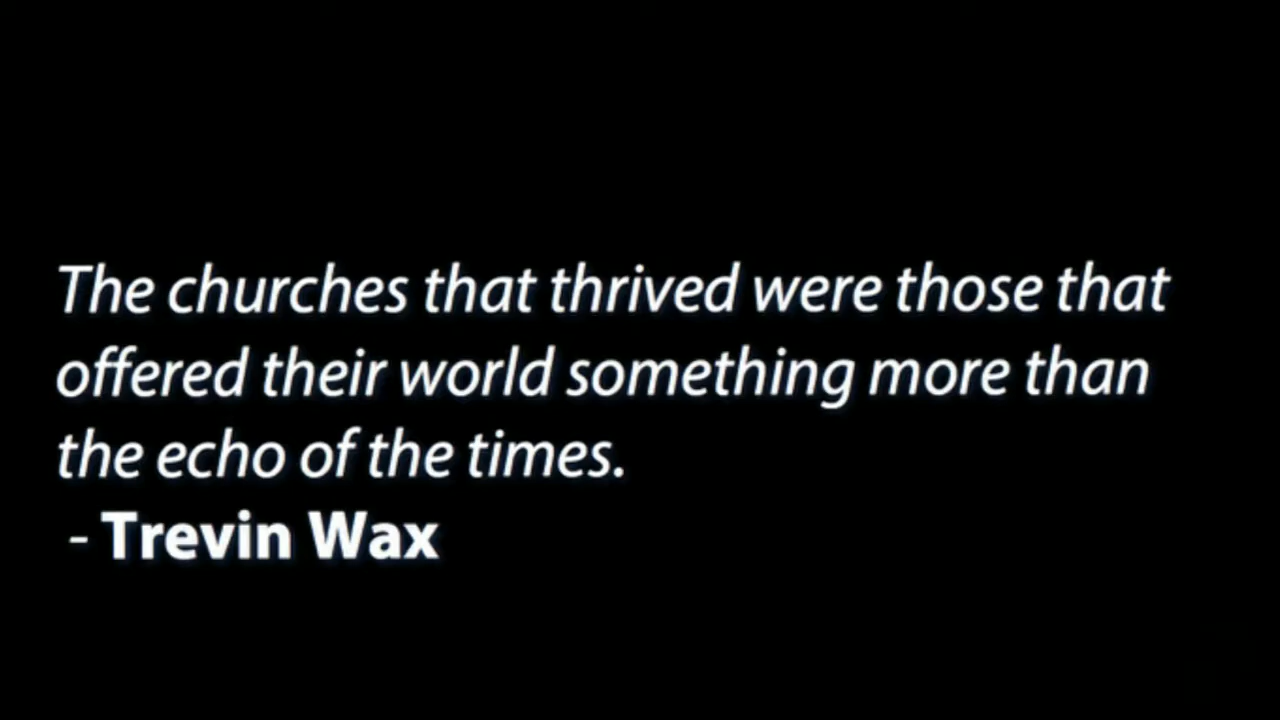 The churches that thrived were those that
offered their world something more than
the echo of the times.
- Trevin Wax